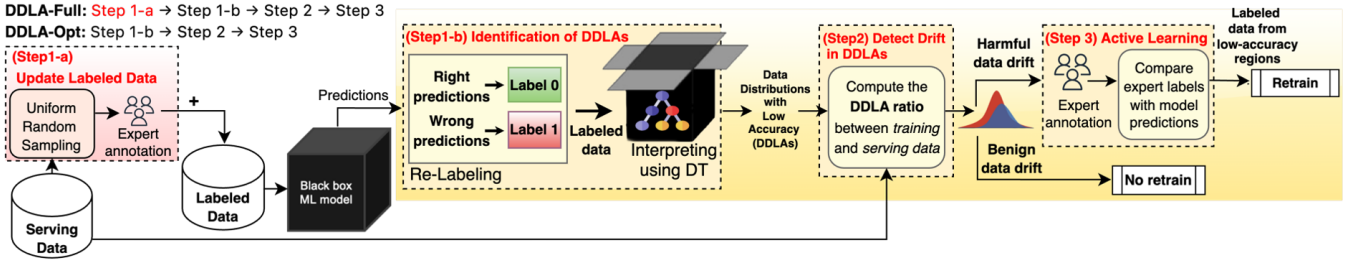 DDLA-Full: Step 1-a → Step 1-b → Step 2 → Step 3
DDLA-Opt: Step 1-b → Step 2 → Step 3
(Step1-a)
Update Labeled Data
Uniform
Random
Sampling
Expert
annotation
+
Serving
Data
Labeled
Data
Black box
ML model
Predictions
(Step1-b) Identification of DDLAs
Right
predictions
Label 0
Wrong
predictions
Label 1
Re-Labeling
Labeled
data
Interpreting
using DT
Data
Distributions
with
Low
Accuracy
(DDLAs)
(Step2) Detect Drift
in DDLAs
Compute the
DDLA ratio
between training
and serving data
Harmful
data drift
Benign
data drift
No retrain
(Step 3) Active Learning
Expert
annotation
Compare
expert labels
with model
predictions
Labeled
data from
low-accuracy
regions
Retrain